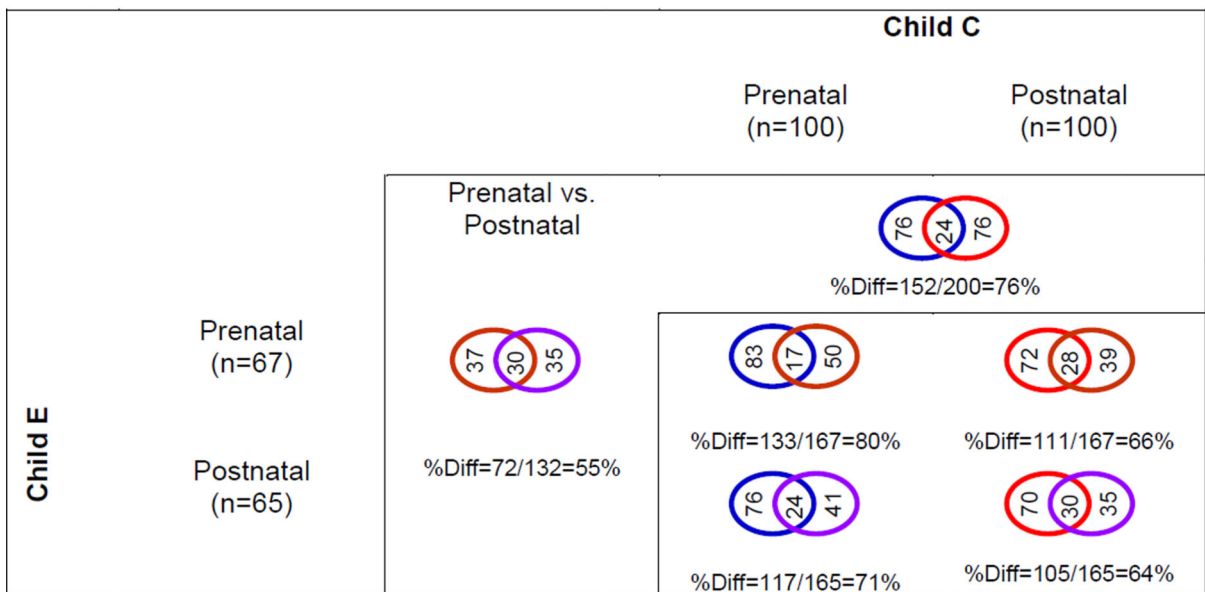 Child C
Prenatal
(n=100)
Postnatal
(n=100)
Prenatal vs.
Postnatal
76 24 76
%Diff=152/200=76%
Child E
Prenatal
(n=67)
37 30 35
83 17 50
72 28 39
%Diff=133/167=80%
%Diff=111/167=66%
Postnatal
(n=65)
%Diff=72/132=55%
76 24 41
70 30 35
%Diff=117/165=71%
%Diff=105/165=64%